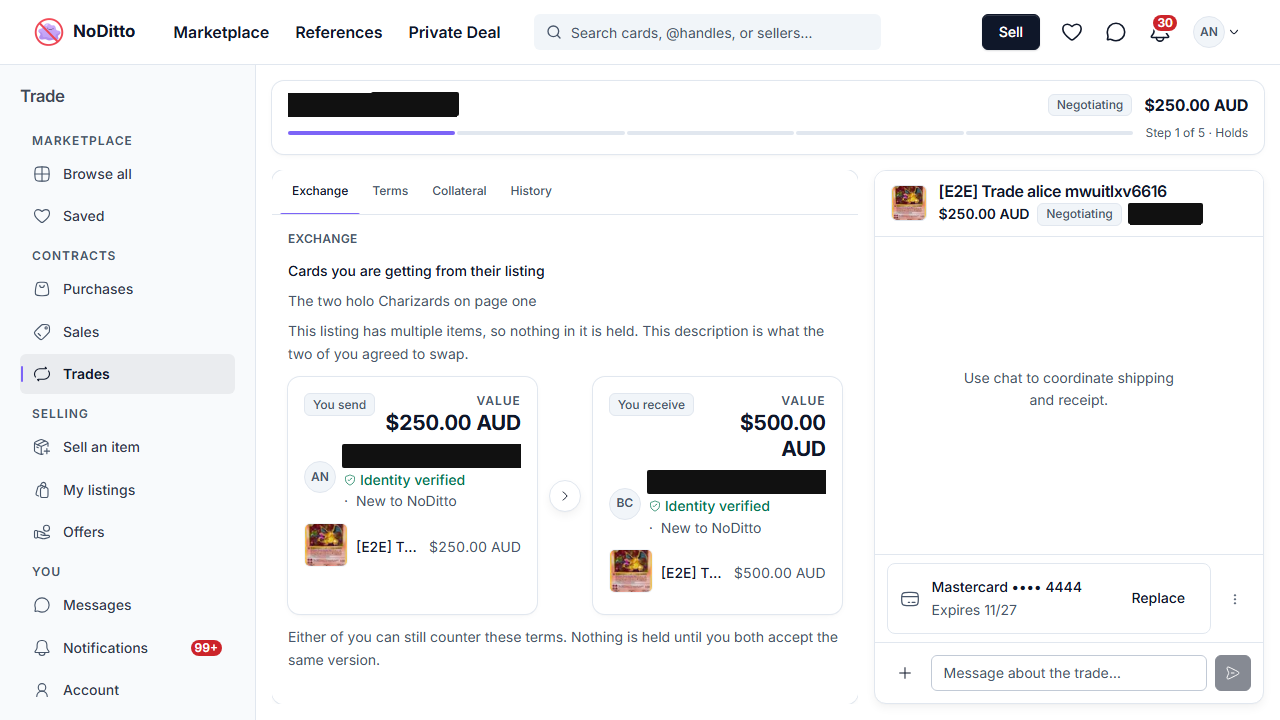 NoDitto
Marketplace
References
Private Deal
Search cards, @handles, or sellers...
Sell
30
AN
Trade
MARKETPLACE
Browse all
Saved
CONTRACTS
Purchases
Sales
Trades
SELLING
Sell an item
My listings
Offers
YOU
Messages
Notifications
99+
Account
Negotiating
$250.00 AUD
Step 1 of 5 · Holds
Exchange
Terms
Collateral
History
EXCHANGE
Cards you are getting from their listing
The two holo Charizards on page one
This listing has multiple items, so nothing in it is held. This description is what the
two of you agreed to swap.
You send
VALUE
$250.00 AUD
AN
Identity verified
· New to NoDitto
[E2E] T...
$250.00 AUD
You receive
VALUE
$500.00
AUD
BC
Identity verified
· New to NoDitto
[E2E] T...
$500.00 AUD
Either of you can still counter these terms. Nothing is held until you both accept the
same version.
[E2E] Trade alice mwuitlxv6616
$250.00 AUD
Negotiating
Use chat to coordinate shipping
and receipt.
Mastercard •••• 4444
Expires 11/27
Replace
Message about the trade...